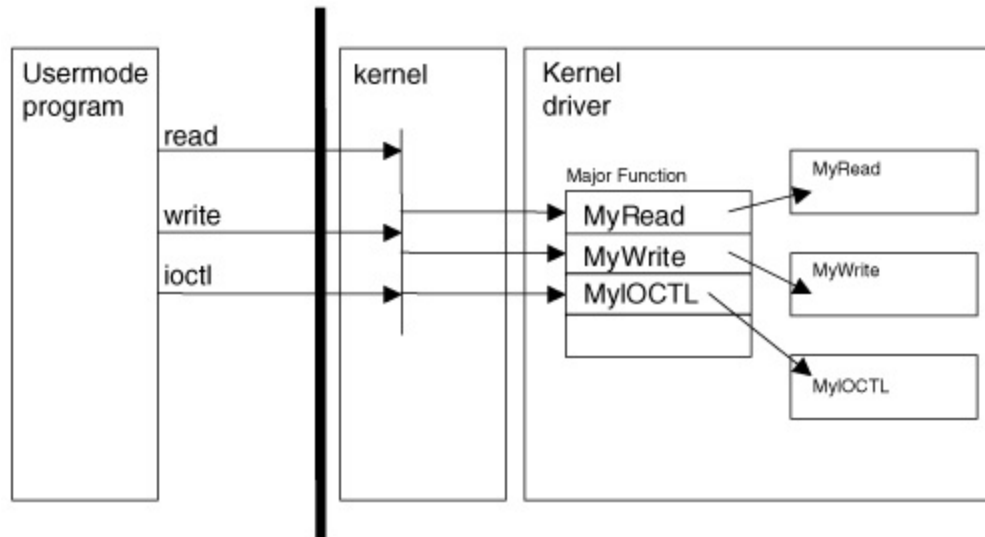 Usermode
program
read
write
ioctl
kernel
Kernel
driver
Major Function
MyRead
MyWrite
MyIOCTL
MyRead
MyWrite
MyIOCTL